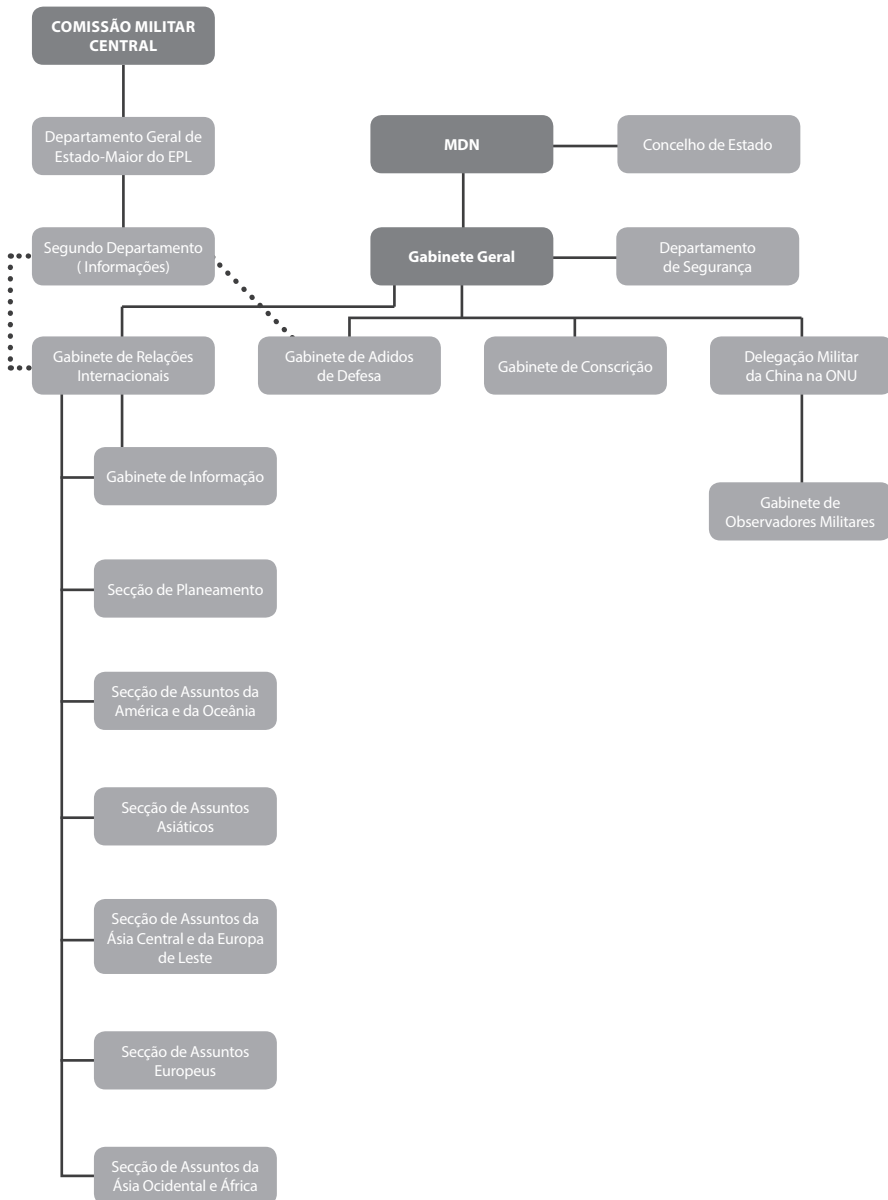 COMISSÃO MILITAR
CENTRAL
Departamento Geral de
Estado-Maior do EPL
MDN
Concelho de Estado
Segundo Departamento
( Informações)
Gabinete Geral
Departamento
de Segurança
Gabinete de Relações
Internacionais
Gabinete de Adidos
de Defesa
Gabinete de Conscrição
Delegação Militar
da China na ONU
Gabinete de Informação
Gabinete de
Observadores Militares
Secção de Planeamento
Secção de Assuntos da
América e da Oceânia
Secção de Assuntos
Asiáticos
Secção de Assuntos da
Ásia Central e da Europa
de Leste
Secção de Assuntos
Europeus
Secção de Assuntos da
Ásia Ocidental e África